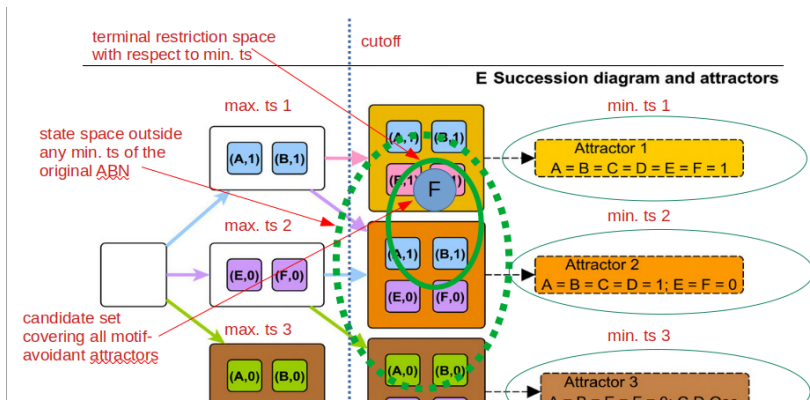 terminal restriction space
with respect to min. ts
cutoff
E Succession diagram and attractors
max. ts 1
min. ts 1
state space outside
any min. ts of the
original ABN
(A,1) (B,1)
(A,1) (B,1)
Attractor 1
A = B = C = D = E = F = 1
F
max. ts 2
min. ts 2
(E,0) (F,0)
(A,1) (B,1)
Attractor 2
A = B = C = D = 1; E = F = 0
(E,0) (F,0)
candidate set
covering all motif-
avoidant attractors
max. ts 3
min. ts 3
(A,0) (B,0)
(A,0) (B,0)
Attractor 3